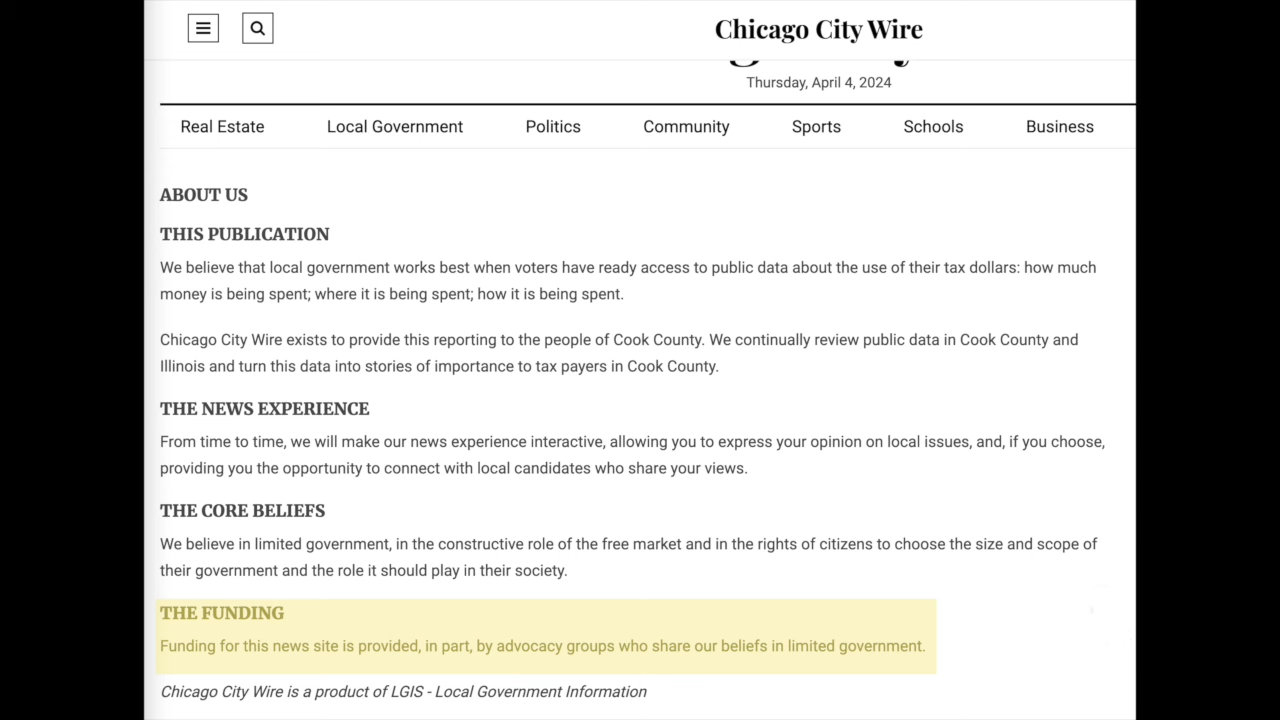 Chicago City Wire
Thursday, April 4, 2024
Real Estate Local Government Politics Community Sports Schools Business
ABOUT US
THIS PUBLICATION
We believe that local government works best when voters have ready access to public data about the use of their tax dollars: how much
money is being spent; where it is being spent; how it is being spent.
Chicago City Wire exists to provide this reporting to the people of Cook County. We continually review public data in Cook County and
Illinois and turn this data into stories of importance to tax payers in Cook County.
THE NEWS EXPERIENCE
From time to time, we will make our news experience interactive, allowing you to express your opinion on local issues, and, if you choose,
providing you the opportunity to connect with local candidates who share your views.
THE CORE BELIEFS
We believe in limited government, in the constructive role of the free market and in the rights of citizens to choose the size and scope of
their government and the role it should play in their society.
THE FUNDING
Funding for this news site is provided, in part, by advocacy groups who share our beliefs in limited government.
Chicago City Wire is a product of LGIS - Local Government Information